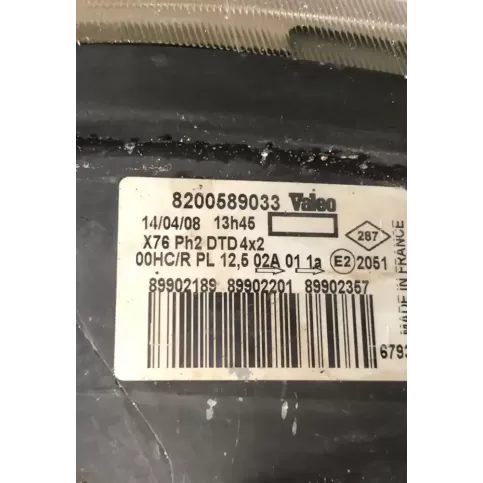 8200589033 Valeo
14/04/08 13h45
X76 Ph2 DTD 4x2
00HC/R PL 12,5 02A 01 1a E2 2051
287
89902189 89902201 89902357
MADE IN FRANCE